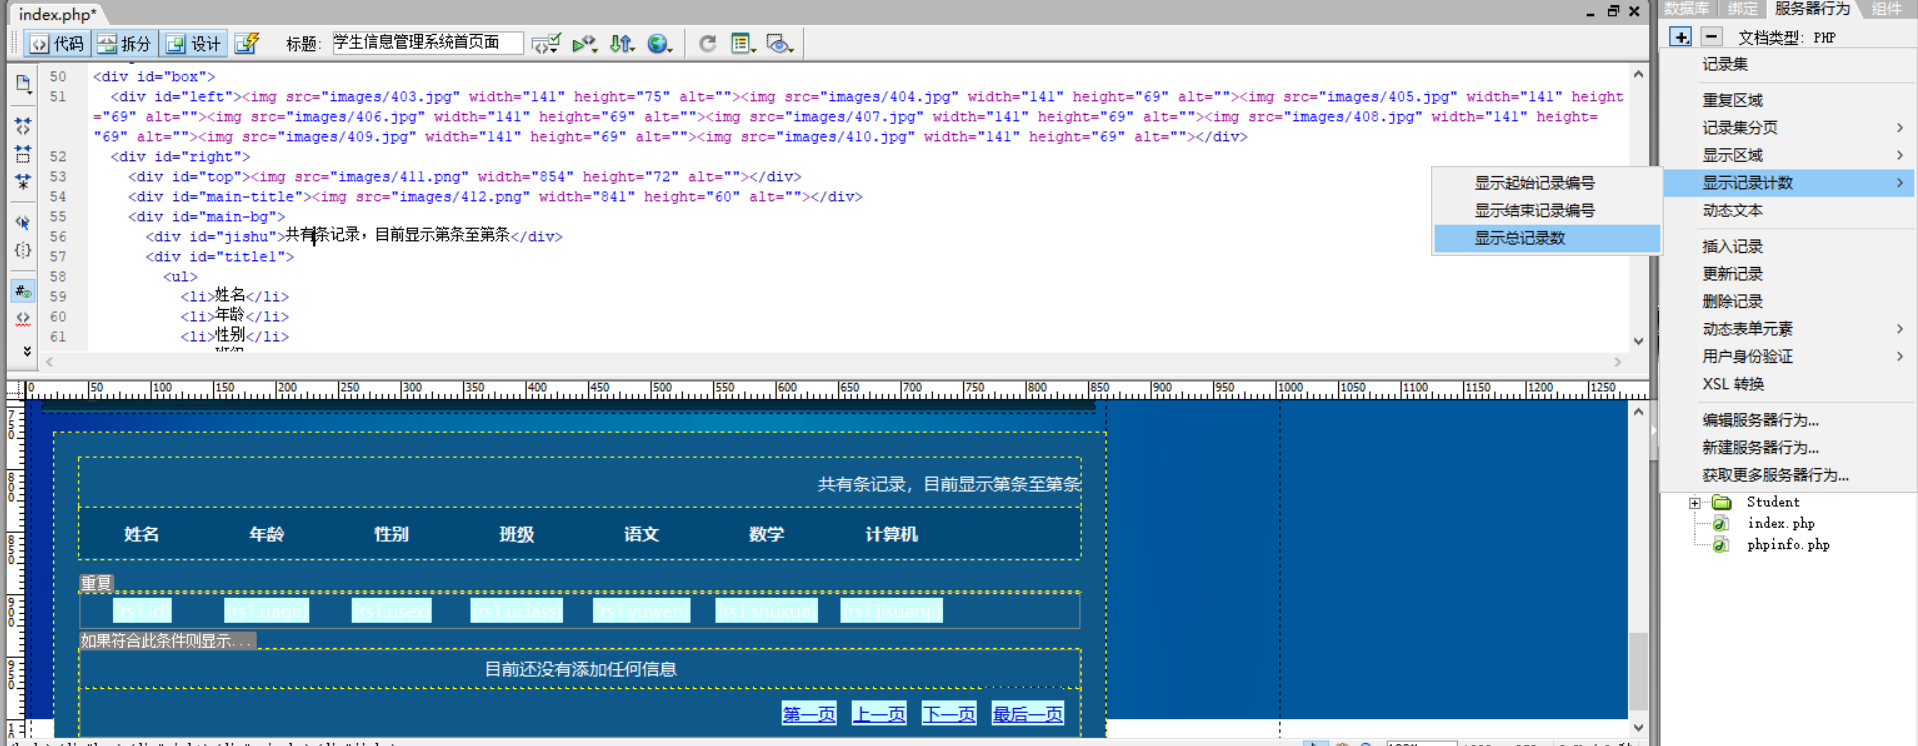 index.php*
数据库 绑定 服务器行为 组件
代码 拆分 设计 标题: 学生信息管理系统首页面
文档类型: PHP
50 <div id="box">
51 <div id="left"><img src="images/403.jpg" width="141" height="75" alt=""><img src="images/404.jpg" width="141" height="69" alt=""><img src="images/405.jpg" width="141" height
="69" alt=""><img src="images/406.jpg" width="141" height="69" alt=""><img src="images/407.jpg" width="141" height="69" alt=""><img src="images/408.jpg" width="141" height=
"69" alt=""><img src="images/409.jpg" width="141" height="69" alt=""><img src="images/410.jpg" width="141" height="69" alt=""></div>
52 <div id="right">
53 <div id="top"><img src="images/411.png" width="854" height="72" alt=""></div>
54 <div id="main-title"><img src="images/412.png" width="841" height="60" alt=""></div>
55 <div id="main-bg">
56 <div id="jishu">共有条记录，目前显示第条至第条</div>
57 <div id="title1">
58 <ul>
59 <li>姓名</li>
60 <li>年龄</li>
61 <li>性别</li>
显示起始记录编号
显示结束记录编号
显示总记录数
记录集
重复区域
记录集分页
显示区域
显示记录计数
动态文本
插入记录
更新记录
删除记录
动态表单元素
用户身份验证
XSL 转换
编辑服务器行为...
新建服务器行为...
获取更多服务器行为...
Student
index.php
phpinfo.php
0 50 100 150 200 250 300 350 400 450 500 550 600 650 700 750 800 850 900 950 1000 1050 1100 1150 1200 1250
750
800
850
900
950
共有条记录，目前显示第条至第条
姓名 年龄 性别 班级 语文 数学 计算机
重复
{rs1.id} {rs1.uage} {rs1.usex} {rs1.uclass} {rs1.yuwen} {rs1.shuxue} {rs1.jisuanji}
如果符合此条件则显示...
目前还没有添加任何信息
第一页 上一页 下一页 最后一页